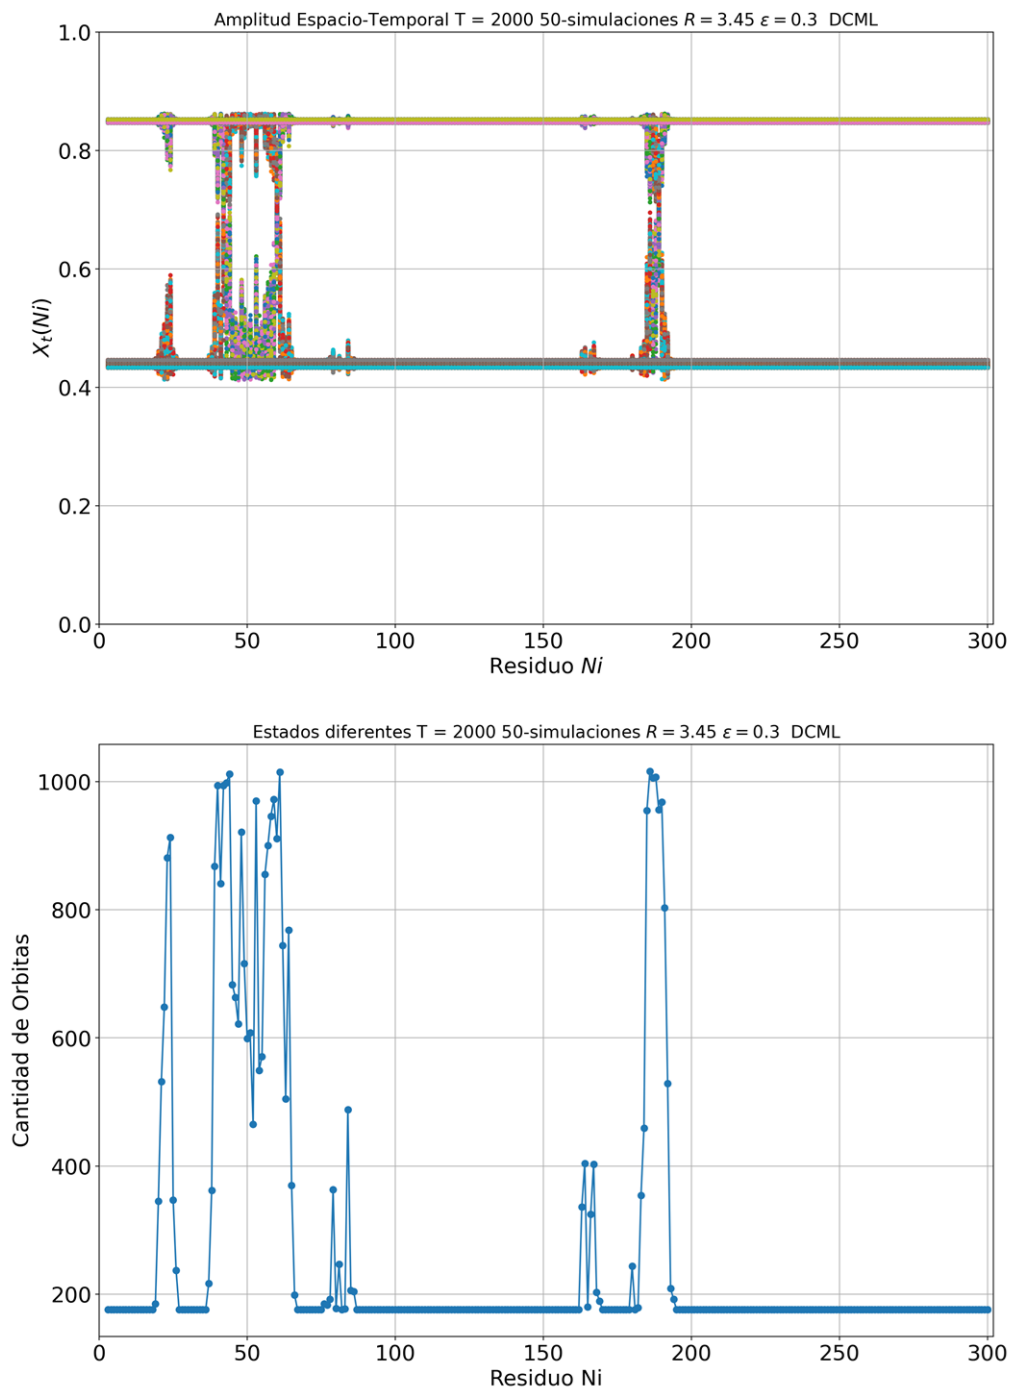 Amplitud Espacio-Temporal T = 2000 50-simulaciones R = 3.45 ε = 0.3 DCML
1.0
0.8
0.6
0.4
0.2
0.0
Xt(Ni)
0 50 100 150 200 250 300
Residuo Ni
Estados diferentes T = 2000 50-simulaciones R = 3.45 ε = 0.3 DCML
1000
800
600
400
200
Cantidad de Orbitas
0 50 100 150 200 250 300
Residuo Ni